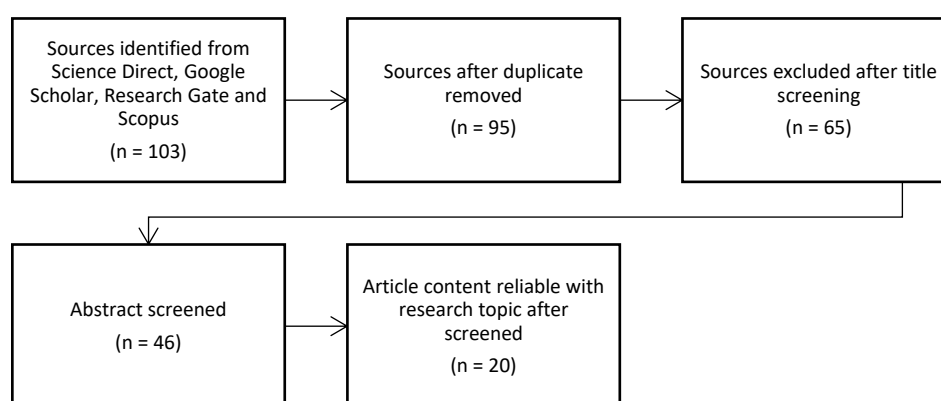 Sources identified from
Science Direct, Google
Scholar, Research Gate and
Scopus
(n = 103)
Sources after duplicate
removed
(n = 95)
Sources excluded after title
screening
(n = 65)
Abstract screened
(n = 46)
Article content reliable with
research topic after
screened
(n = 20)